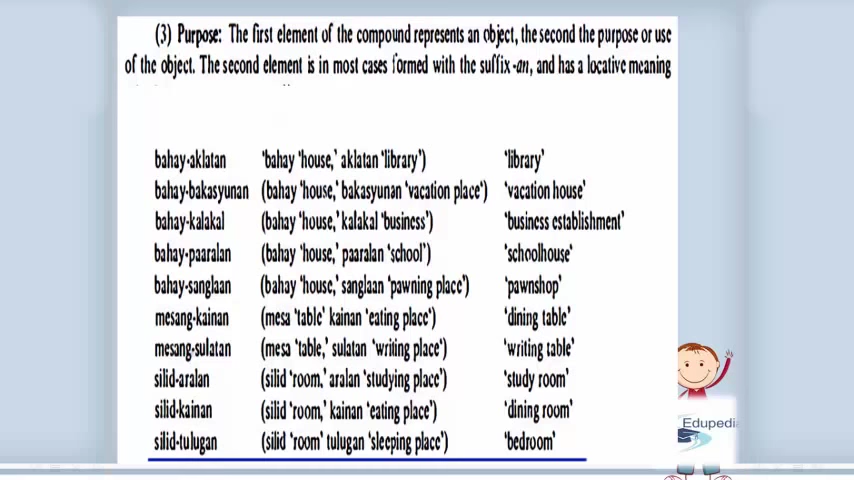 (3) Purpose: The first element of the compound represents an object, the second the purpose or use
of the object. The second element is in most cases formed with the suffix -an, and has a locative meaning
bahay-aklatan 'bahay 'house,' aklatan 'library') 'library'
bahay-bakasyunan (bahay 'house,' bakasyunan 'vacation place') 'vacation house'
bahay-kalakal (bahay 'house,' kalakal 'business') 'business establishment'
bahay-paaralan (bahay 'house,' paaralan 'school') 'schoolhouse'
bahay-sanglaan (bahay 'house,' sanglaan 'pawning place') 'pawnshop'
mesang-kainan (mesa 'table' kainan 'eating place') 'dining table'
mesang-sulatan (mesa 'table,' sulatan 'writing place') 'writing table'
silid-aralan (silid 'room,' aralan 'studying place') 'study room'
silid-kainan (silid 'room,' kainan 'eating place') 'dining room'
silid-tulugan (silid 'room' tulugan 'sleeping place') 'bedroom'
Edupedi